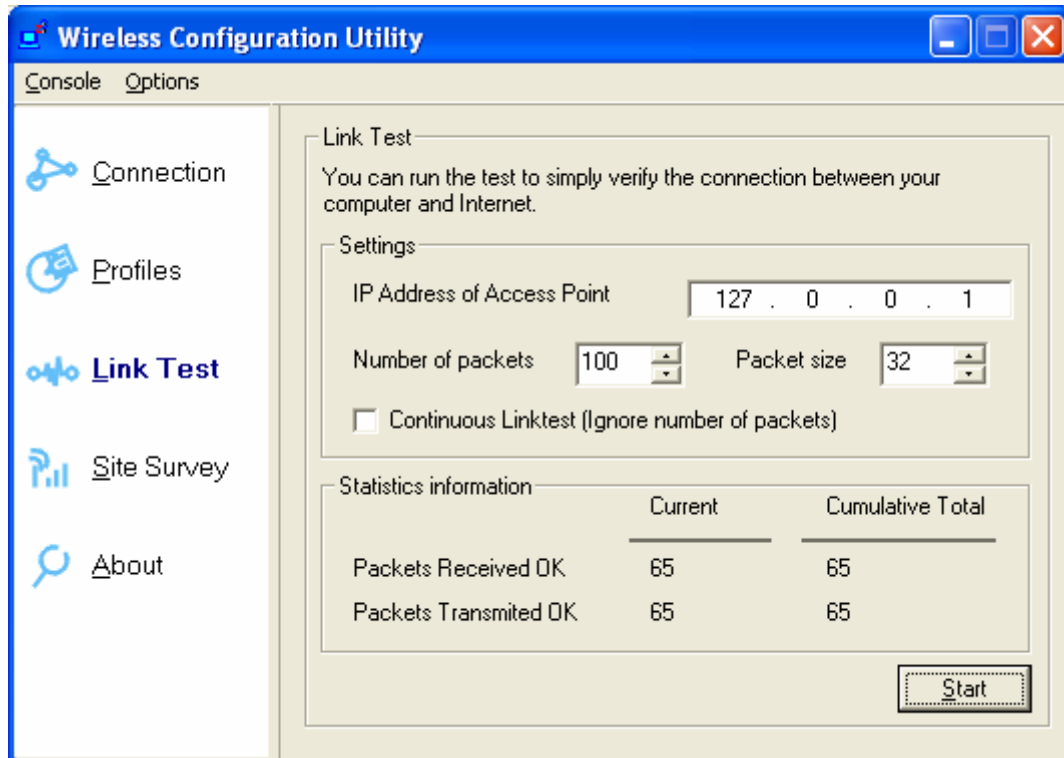 Wireless Configuration Utility
Console Options
Connection
Profiles
Link Test
Site Survey
About
Link Test
You can run the test to simply verify the connection between your
computer and Internet.
Settings
IP Address of Access Point 127 . 0 . 0 . 1
Number of packets 100 Packet size 32
Continuous Linktest (Ignore number of packets)
Statistics information
Current Cumulative Total
Packets Received OK 65 65
Packets Transmited OK 65 65
Start